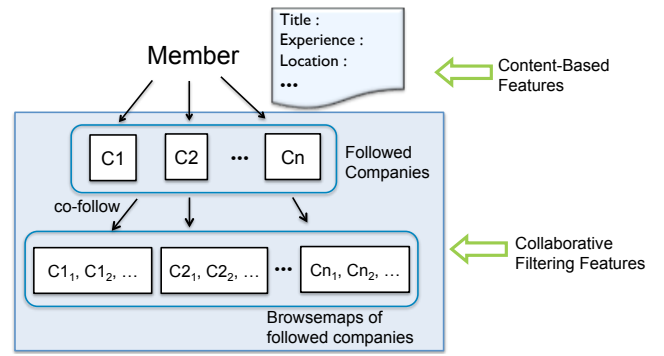 Title :
Experience :
Location :
...
Member
Content-Based
Features
C1 C2 ... Cn
Followed
Companies
co-follow
C1₁, C1₂, ... C2₁, C2₂, ... ... Cn₁, Cn₂, ...
Collaborative
Filtering Features
Browsemaps of
followed companies